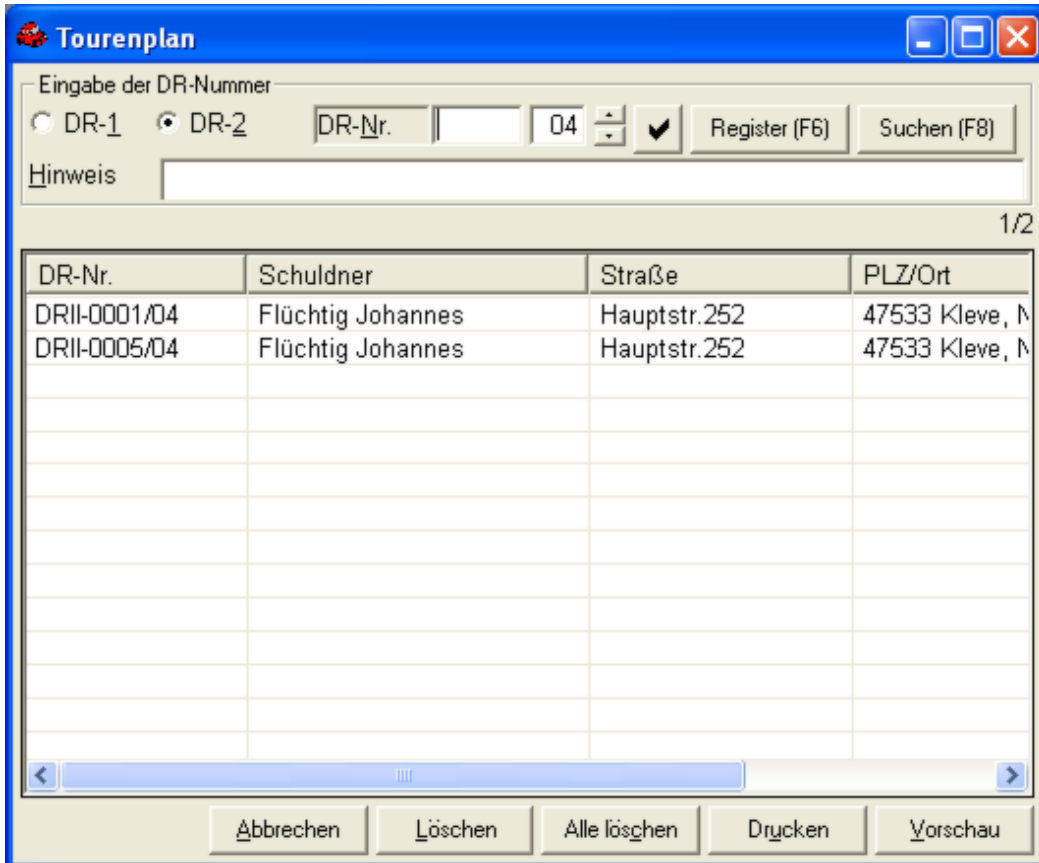 Tourenplan
Eingabe der DR-Nummer
DR-1 DR-2 DR-Nr. 04 Register (F6) Suchen (F8)
Hinweis
1/2
DR-Nr. Schuldner Straße PLZ/Ort
DRII-0001/04 Flüchtig Johannes Hauptstr.252 47533 Kleve, N
DRII-0005/04 Flüchtig Johannes Hauptstr.252 47533 Kleve, N
Abbrechen Löschen Alle löschen Drucken Vorschau